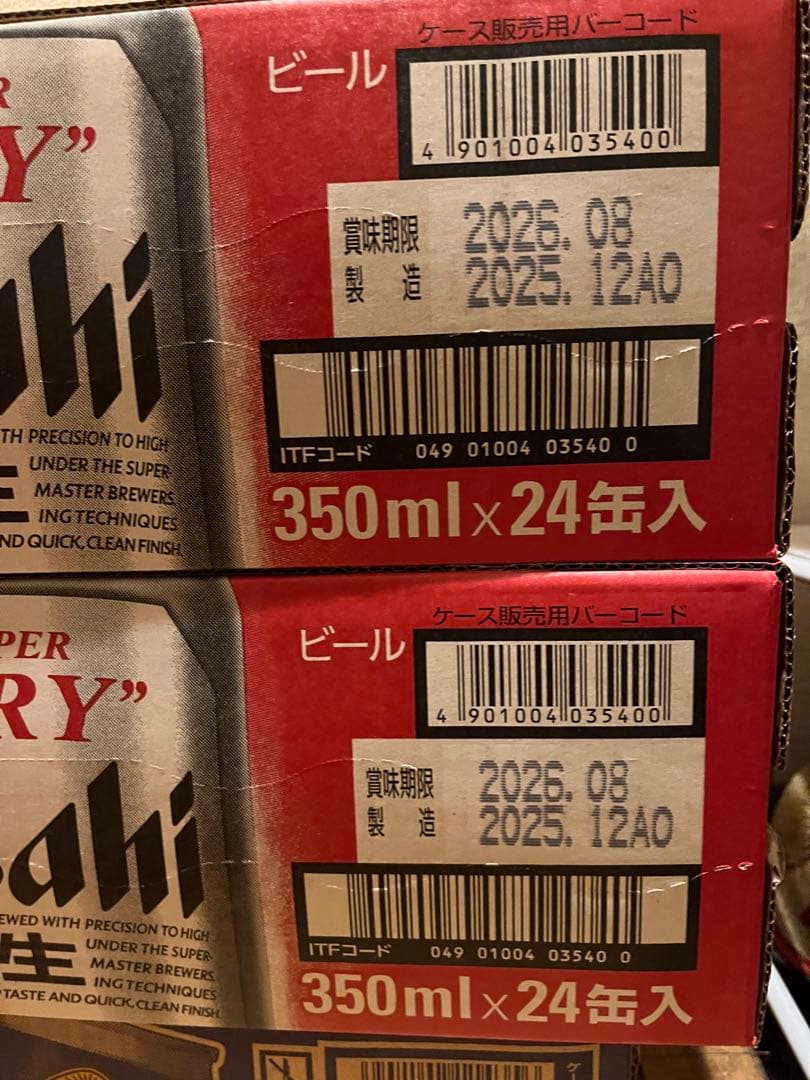 ケース販売用バーコード
ビール
4 901004 035400
賞味期限 2026. 08
製 造 2025. 12A0
ITFコード 049 01004 03540 0
350ml×24缶入
Y”
ahi
TH PRECISION TO HIGH
UNDER THE SUPER-
MASTER BREWERS.
ING TECHNIQUES
ND QUICK, CLEAN FINISH.
ケース販売用バーコード
ビール
4 901004 035400
賞味期限 2026. 08
製 造 2025. 12A0
ITFコード 049 01004 03540 0
350ml×24缶入
PER
RY”
sahi
EWED WITH PRECISION TO HIGH
生
UNDER THE SUPER-
MASTER BREWERS.
ING TECHNIQUES
TASTE AND QUICK, CLEAN FINISH.